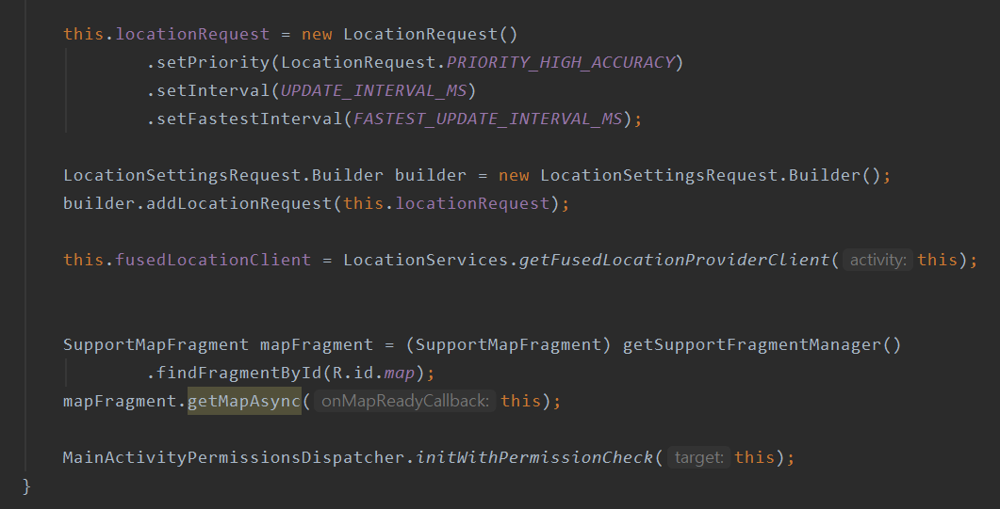 this.locationRequest = new LocationRequest()
.setPriority(LocationRequest.PRIORITY_HIGH_ACCURACY)
.setInterval(UPDATE_INTERVAL_MS)
.setFastestInterval(FASTEST_UPDATE_INTERVAL_MS);
LocationSettingsRequest.Builder builder = new LocationSettingsRequest.Builder();
builder.addLocationRequest(this.locationRequest);
this.fusedLocationClient = LocationServices.getFusedLocationProviderClient( activity: this);
SupportMapFragment mapFragment = (SupportMapFragment) getSupportFragmentManager()
.findFragmentById(R.id.map);
mapFragment.getMapAsync( onMapReadyCallback: this);
MainActivityPermissionsDispatcher.initWithPermissionCheck( target: this);
}